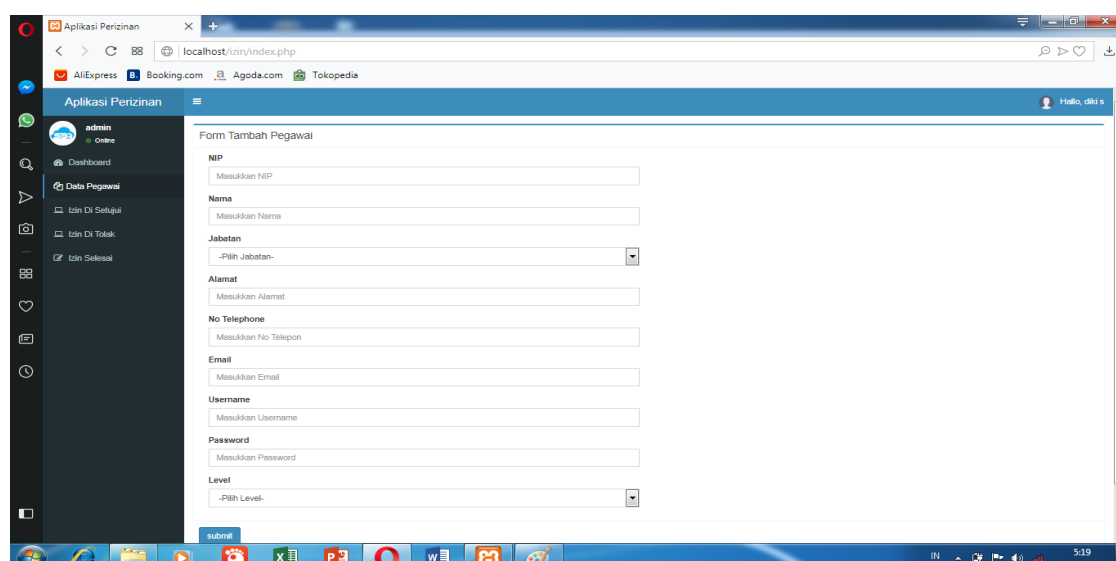 Aplikasi Perizinan
localhost/izin/index.php
AliExpress B. Booking.com a Agoda.com Tokopedia
Aplikasi Perizinan Hallo, diki s
admin
Online
Dashboard
Data Pegawai
Izin Di Setujui
Izin Di Tolak
Izin Selesai
Form Tambah Pegawai
NIP
Masukkan NIP
Nama
Masukkan Nama
Jabatan
-Pilih Jabatan-
Alamat
Masukkan Alamat
No Telephone
Masukkan No Telepon
Email
Masukkan Email
Username
Masukkan Username
Password
Masukkan Password
Level
-Pilih Level-
submit
IN 5:19